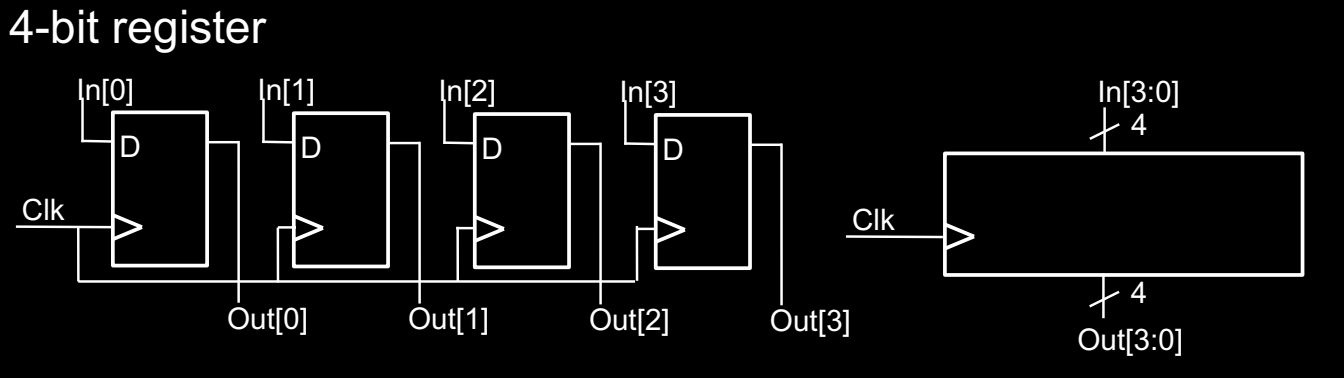 4-bit register
In[0] In[1] In[2] In[3]
D D D D
Clk
Out[0] Out[1] Out[2] Out[3]
In[3:0]
4
Clk
4
Out[3:0]